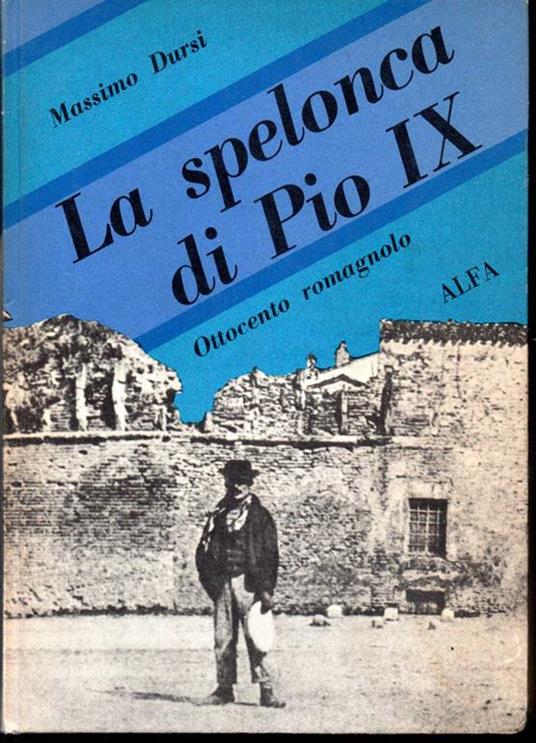 Massimo Dursi
La spelonca
di Pio IX
Ottocento romagnolo
ALFA